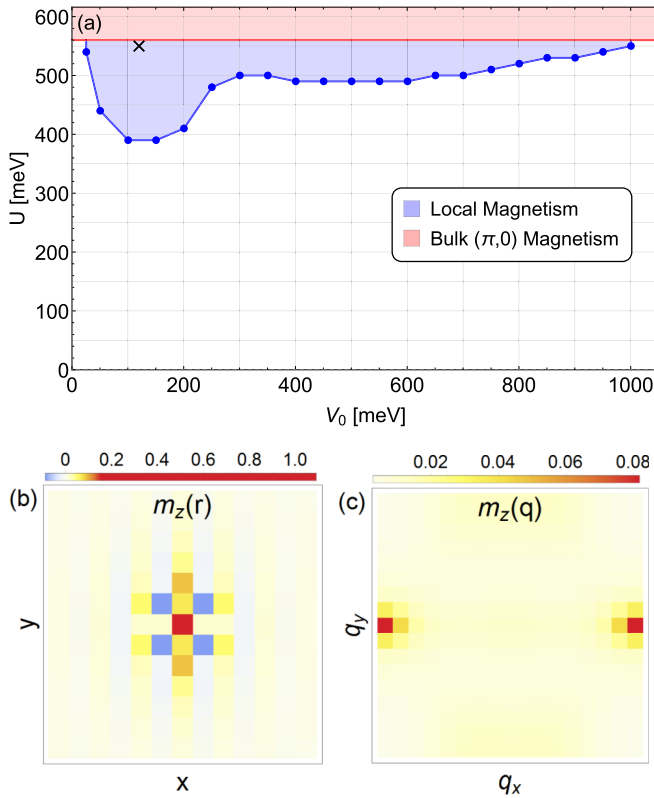 (a)
600
500
400
300
200
100
0
U [meV]
Local Magnetism
Bulk (π,0) Magnetism
0 200 400 600 800 1000
V₀ [meV]
0 0.2 0.4 0.6 0.8 1.0
0.02 0.04 0.06 0.08
(b) m_z(r)
(c) m_z(q)
y
q_y
x
q_x